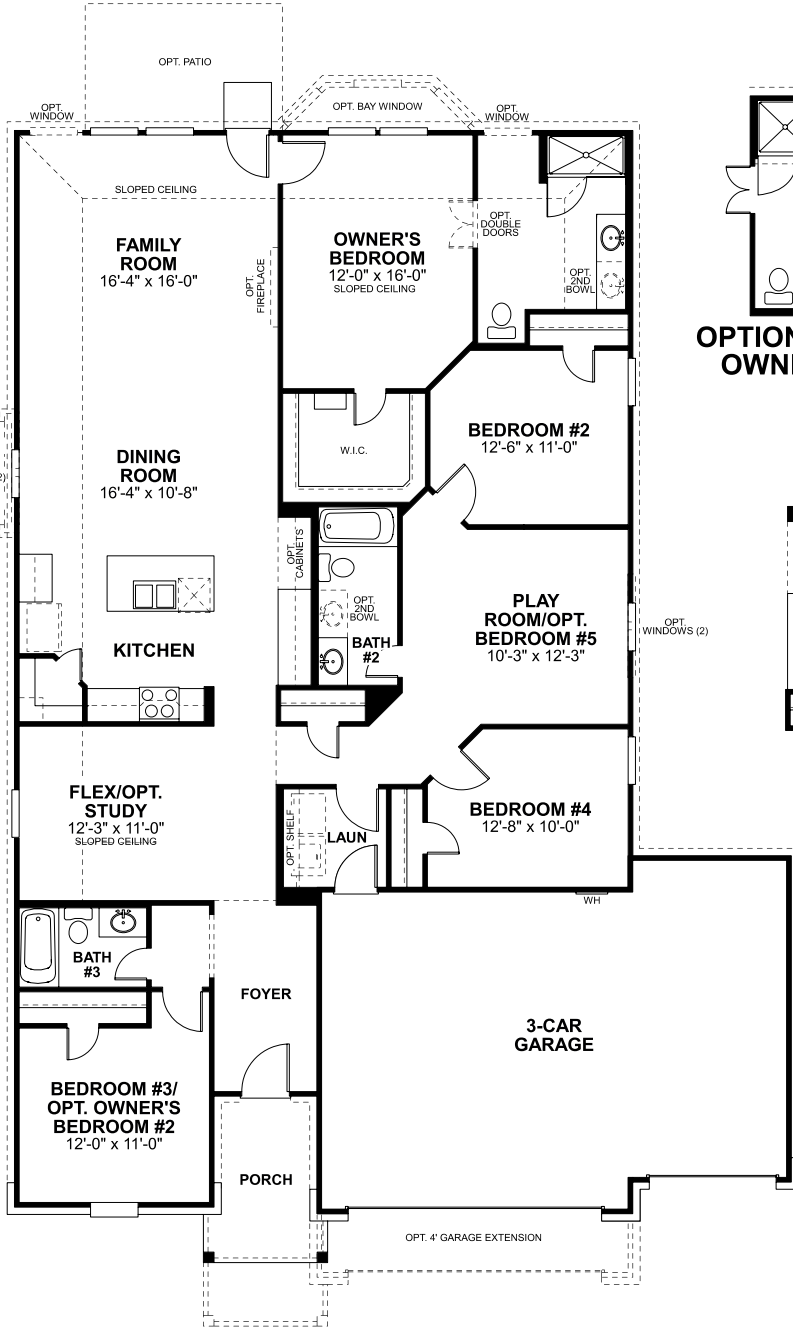 OPT. PATIO
OPT.
WINDOW
OPT. BAY WINDOW
OPT.
WINDOW
SLOPED CEILING
FAMILY
ROOM
16'-4" x 16'-0"
OPT.
FIREPLACE
OWNER'S
BEDROOM
12'-0" x 16'-0"
SLOPED CEILING
OPT.
DOUBLE
DOORS
OPT.
2ND
BOWL
OPTION
OWNE
DINING
ROOM
16'-4" x 10'-8"
W.I.C.
BEDROOM #2
12'-6" x 11'-0"
OPT.
CABINETS
OPT.
2ND
BOWL
BATH
#2
KITCHEN
PLAY
ROOM/OPT.
BEDROOM #5
10'-3" x 12'-3"
OPT.
WINDOWS (2)
FLEX/OPT.
STUDY
12'-3" x 11'-0"
SLOPED CEILING
OPT. SHELF
LAUN
BEDROOM #4
12'-8" x 10'-0"
WH
BATH
#3
FOYER
3-CAR
GARAGE
BEDROOM #3/
OPT. OWNER'S
BEDROOM #2
12'-0" x 11'-0"
PORCH
OPT. 4' GARAGE EXTENSION